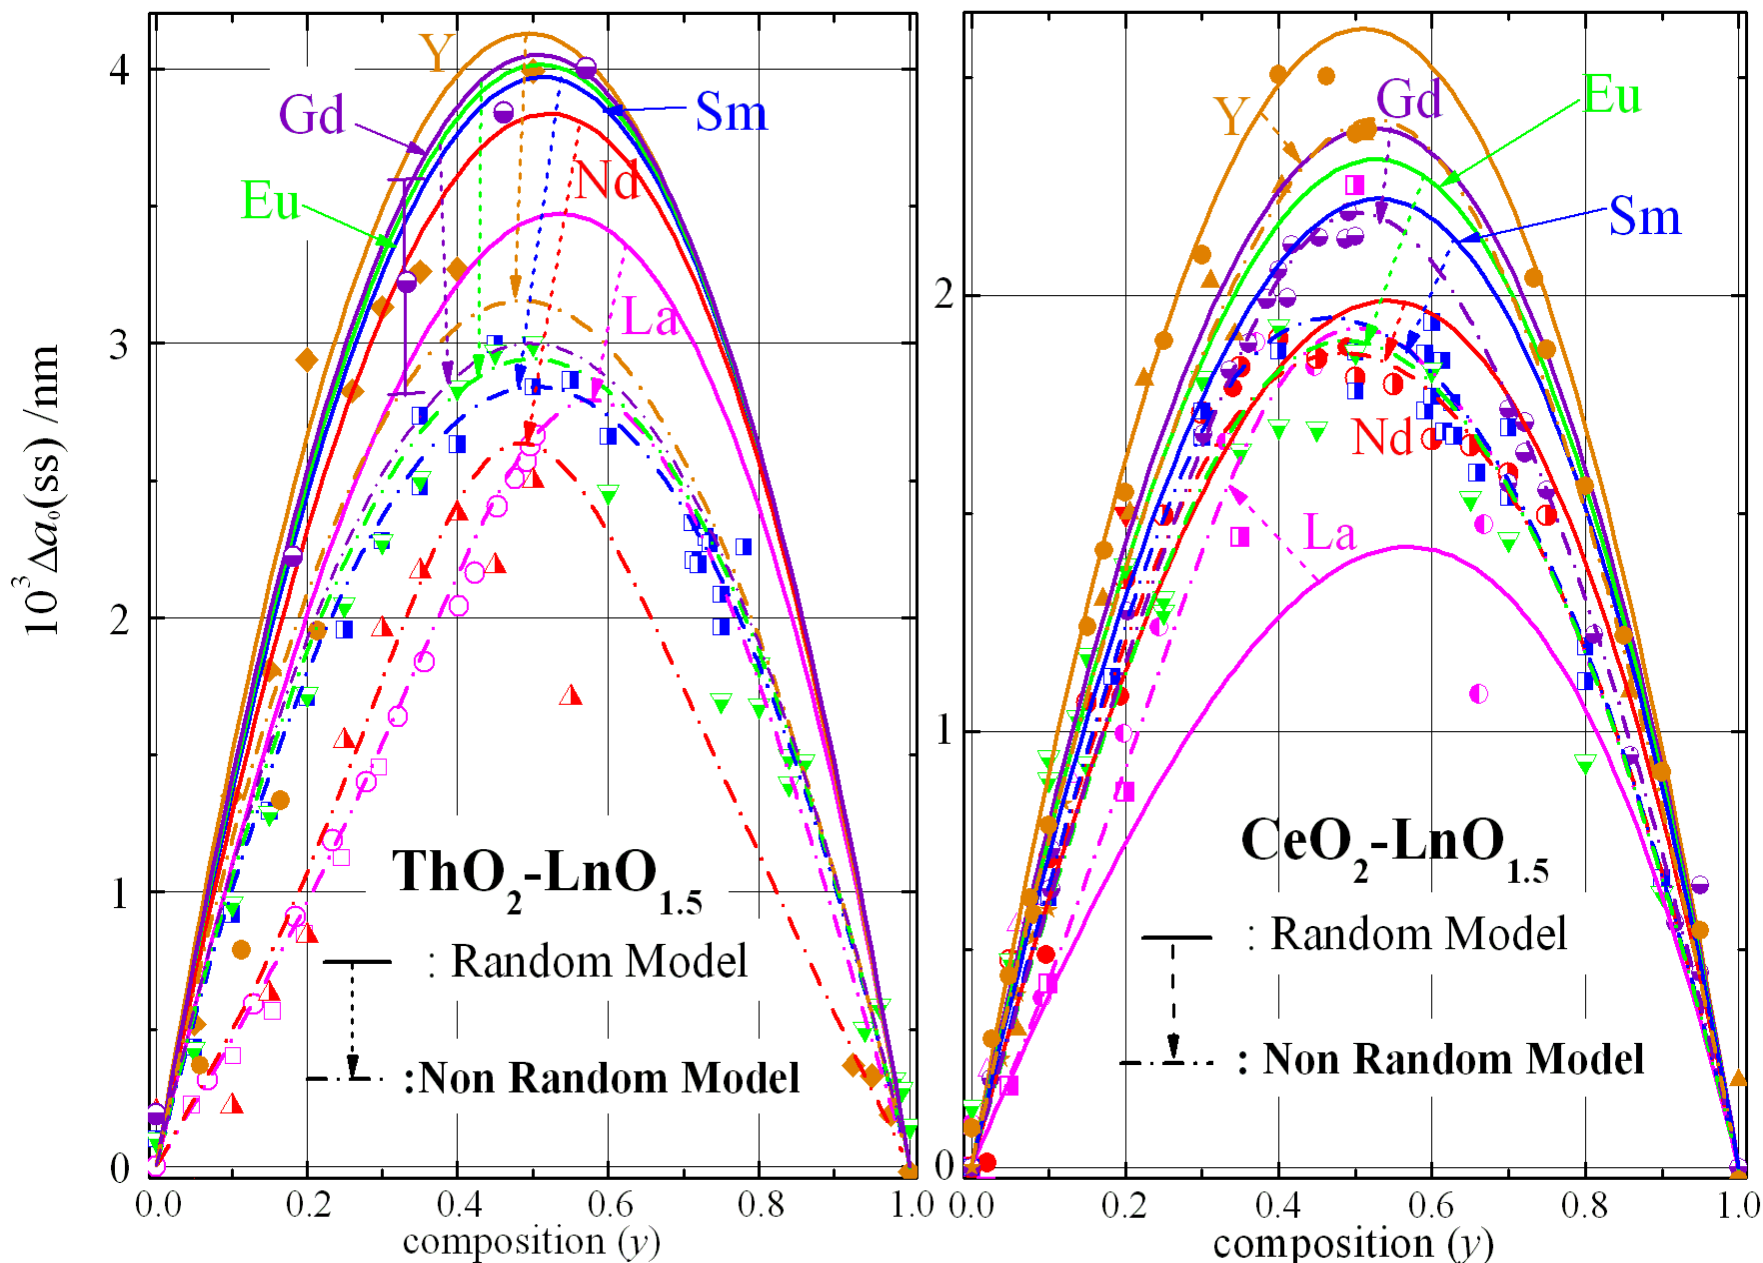 10³ Δa₀(ss) /nm
4
3
2
1
0
0.0 0.2 0.4 0.6 0.8 1.0
composition (y)
Y
Gd
Eu
Sm
Nd
La
ThO₂-LnO₁.₅
: Random Model
:Non Random Model
2
1
0
0.0 0.2 0.4 0.6 0.8 1.0
composition (y)
Y
Gd
Eu
Sm
Nd
La
CeO₂-LnO₁.₅
: Random Model
: Non Random Model